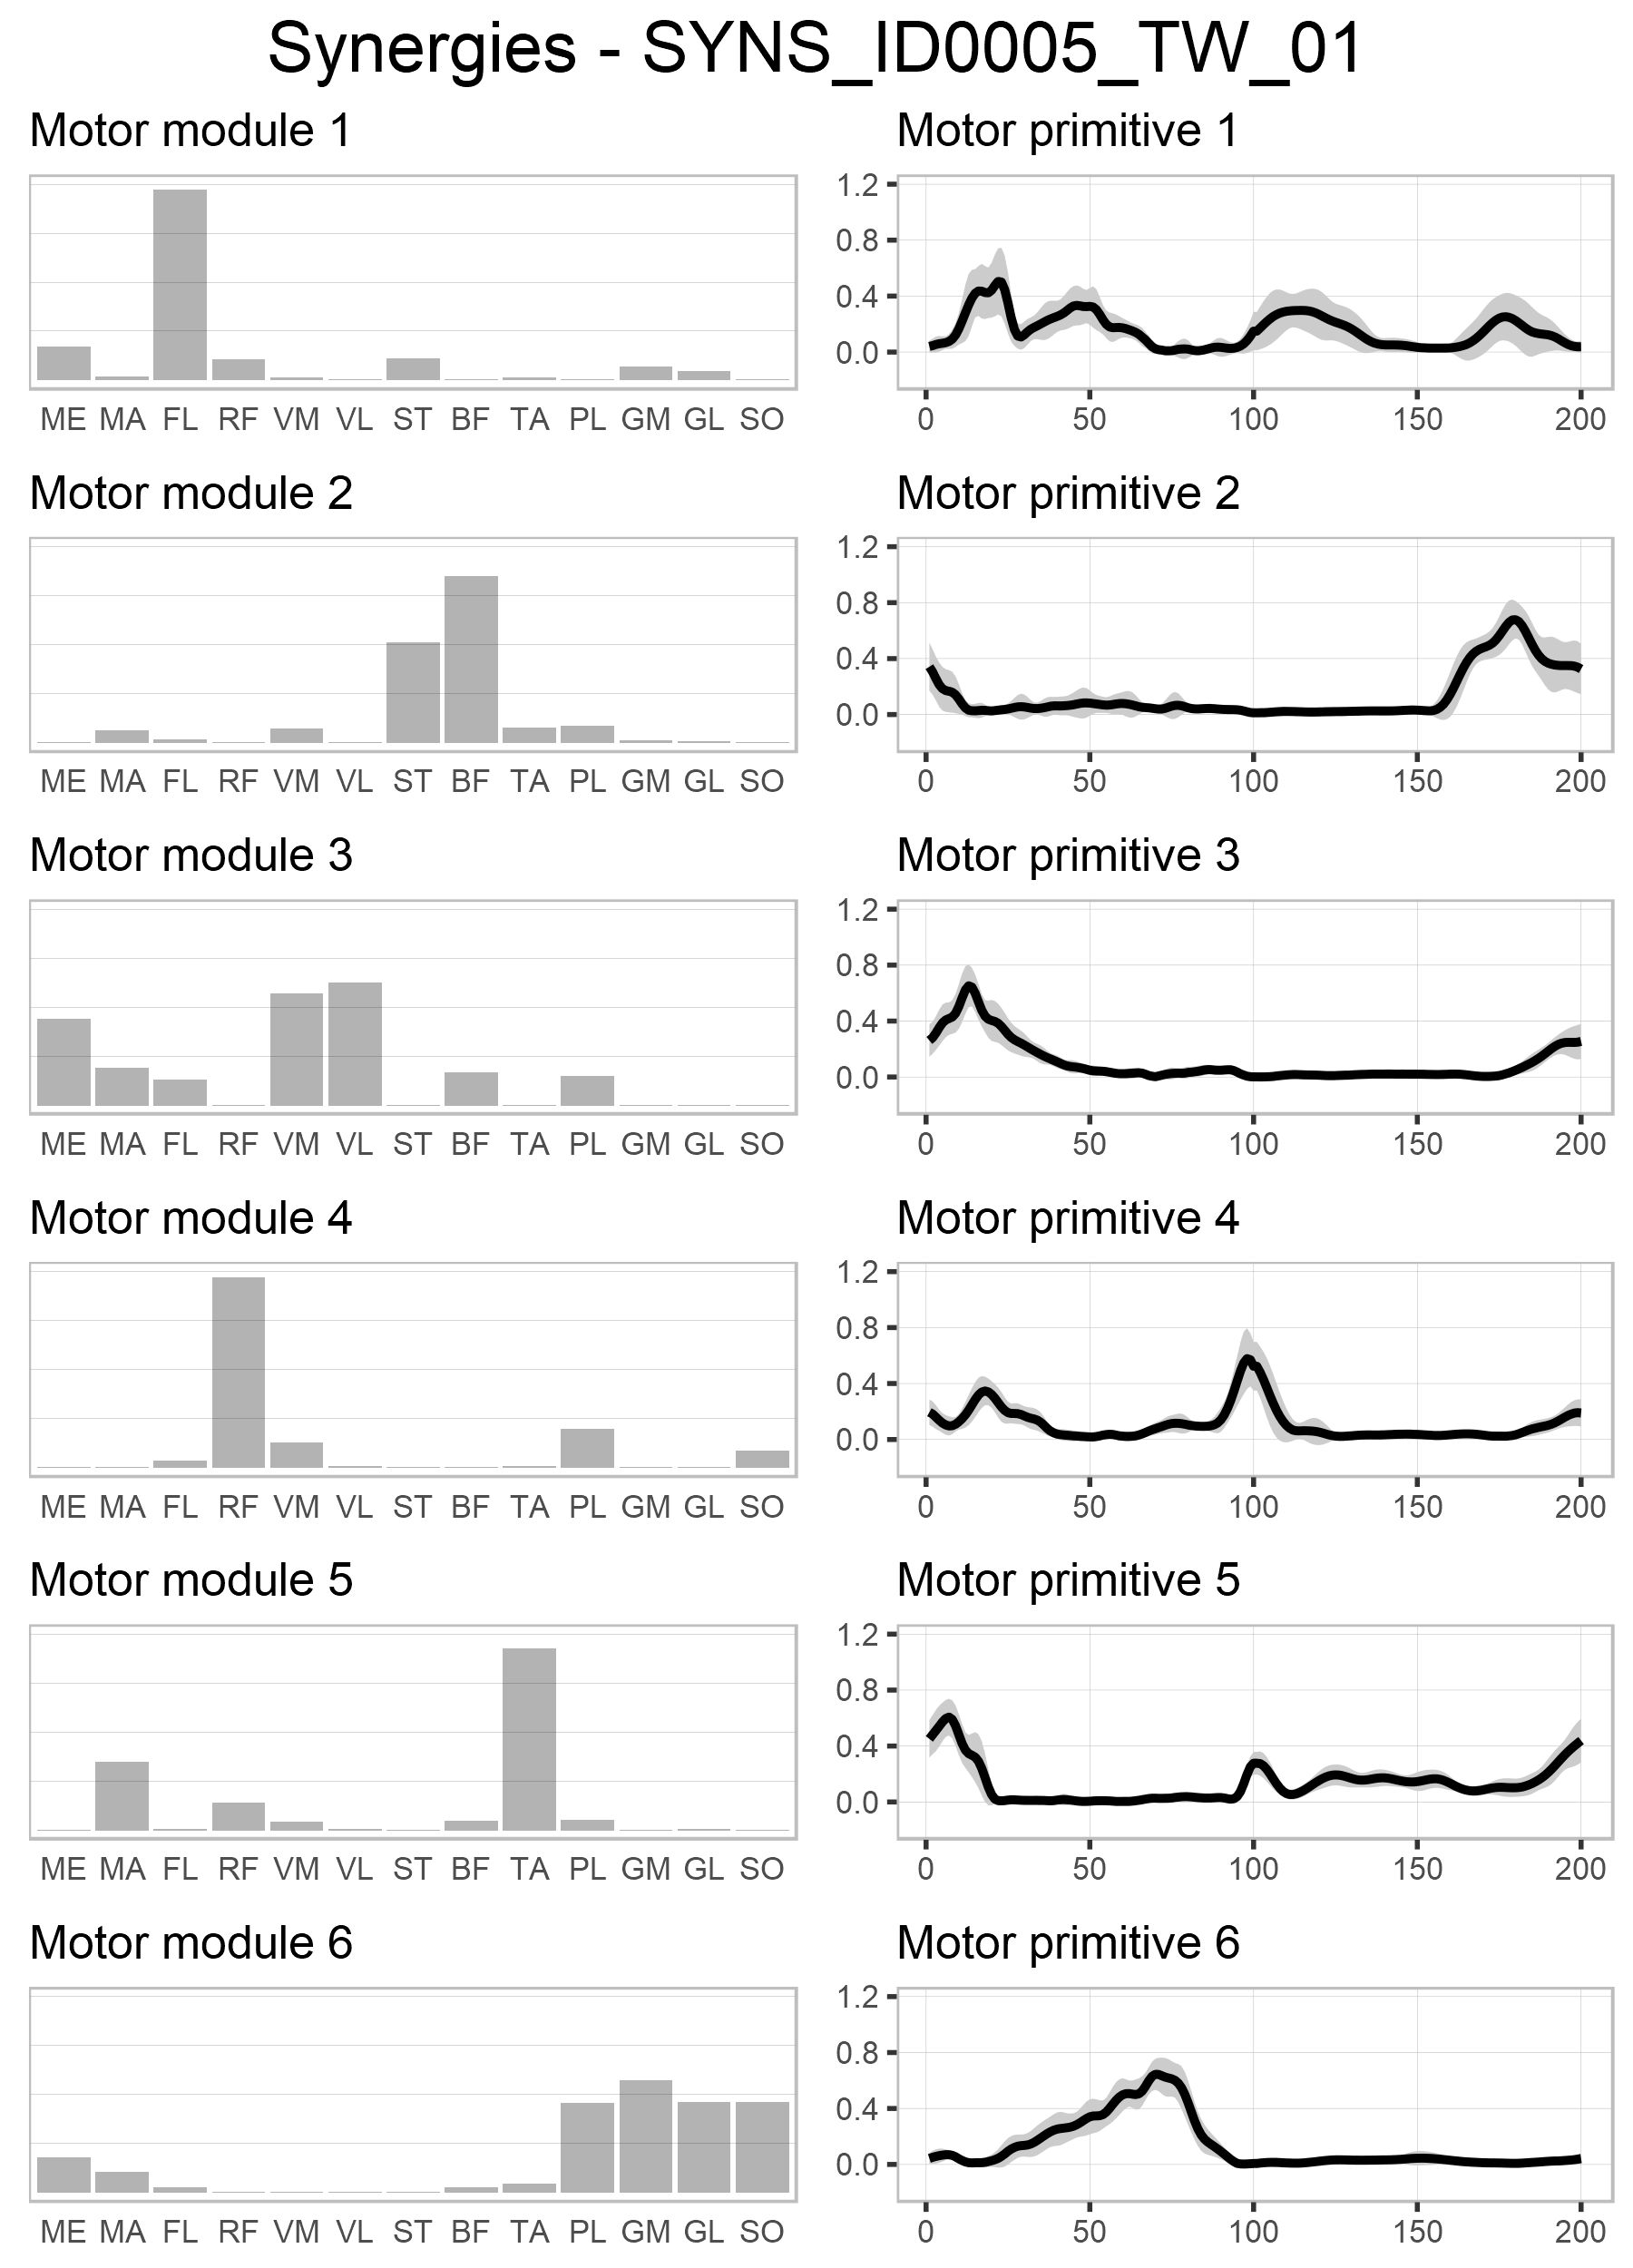 Synergies - SYNS_ID0005_TW_01
Motor module 1
Motor primitive 1
1.2
0.8
0.4
0.0
ME MA FL RF VM VL ST BF TA PL GM GL SO
0 50 100 150 200
Motor module 2
Motor primitive 2
1.2
0.8
0.4
0.0
ME MA FL RF VM VL ST BF TA PL GM GL SO
0 50 100 150 200
Motor module 3
Motor primitive 3
1.2
0.8
0.4
0.0
ME MA FL RF VM VL ST BF TA PL GM GL SO
0 50 100 150 200
Motor module 4
Motor primitive 4
1.2
0.8
0.4
0.0
ME MA FL RF VM VL ST BF TA PL GM GL SO
0 50 100 150 200
Motor module 5
Motor primitive 5
1.2
0.8
0.4
0.0
ME MA FL RF VM VL ST BF TA PL GM GL SO
0 50 100 150 200
Motor module 6
Motor primitive 6
1.2
0.8
0.4
0.0
ME MA FL RF VM VL ST BF TA PL GM GL SO
0 50 100 150 200